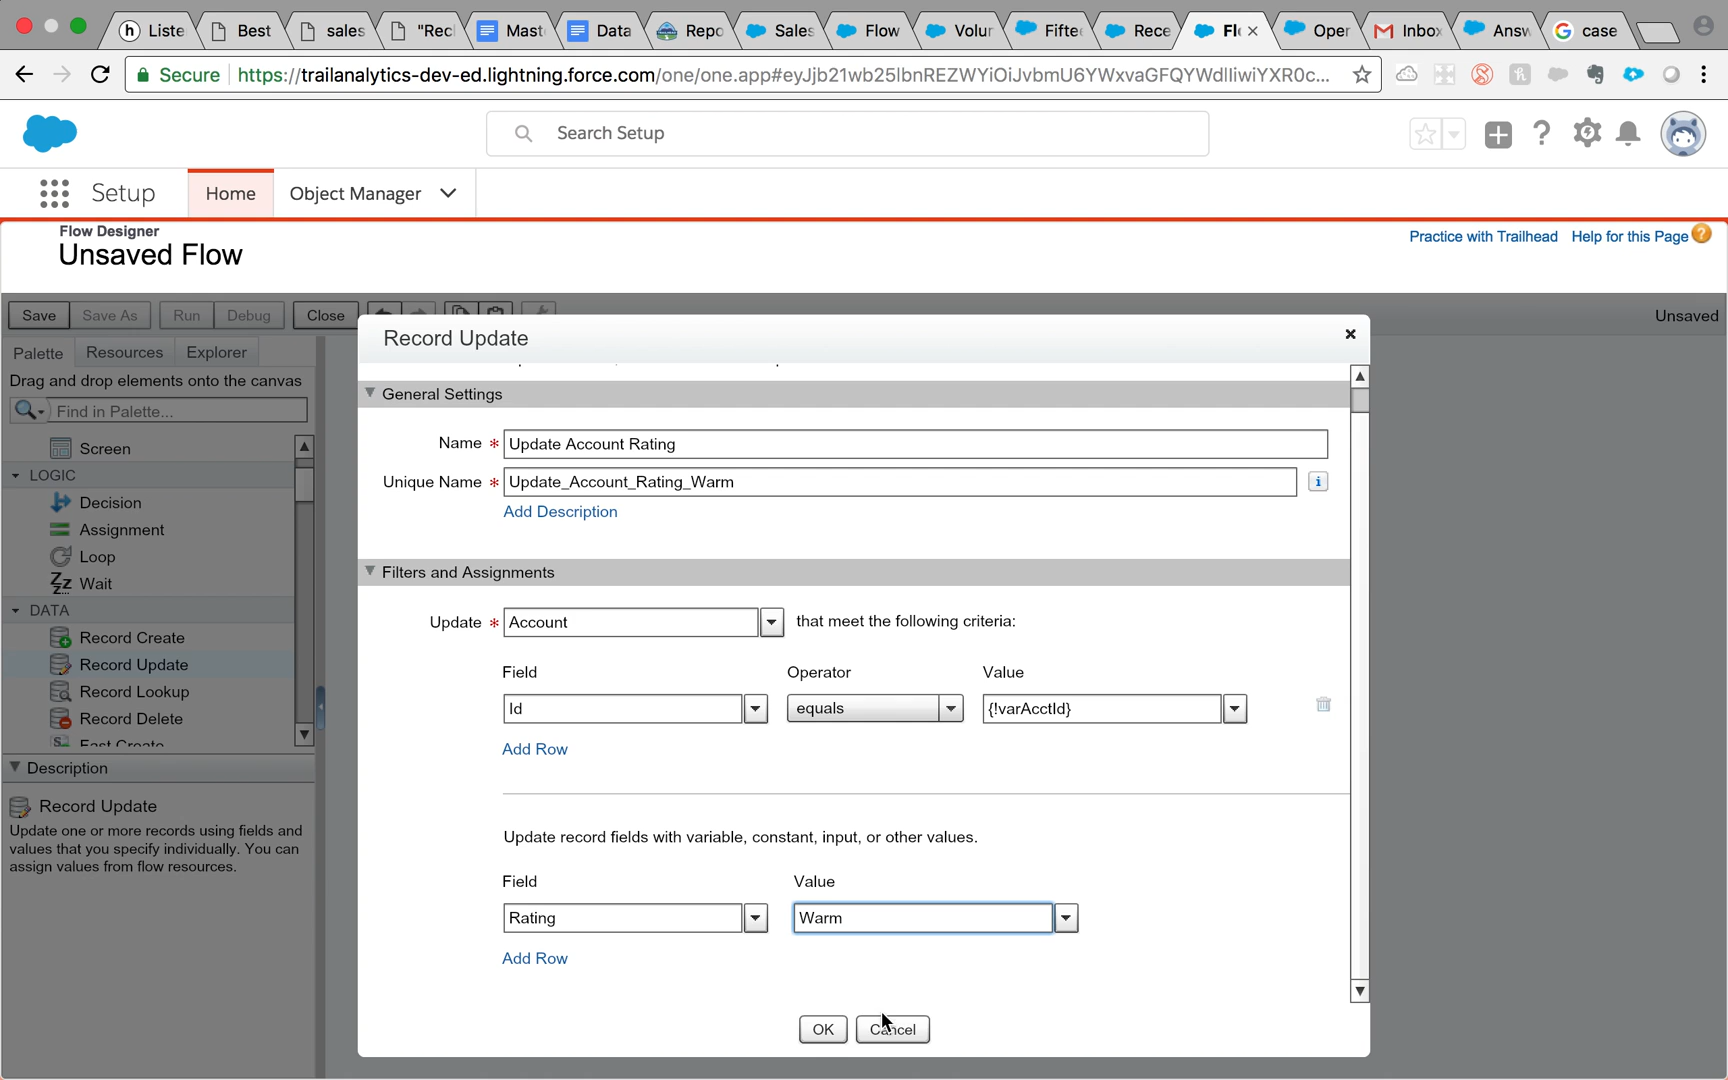 Liste
Best
sales
"Recl
Mast
Data
Repo
Sales
Flow
Volun
Fiftee
Rece
Flo
Oper
Inbox
Answ
case
Secure
https://trailanalytics-dev-ed.lightning.force.com/one/one.app#eyJjb21wb25lbnREZWYiOiJvbmU6YWxvaGFQYWdlIiwiYXR0c...
Search Setup
Setup
Home
Object Manager
Flow Designer
Unsaved Flow
Practice with Trailhead
Help for this Page
Save
Save As
Run
Debug
Close
Unsaved
Palette
Resources
Explorer
Drag and drop elements onto the canvas
Find in Palette...
Screen
LOGIC
Decision
Assignment
Loop
Wait
DATA
Record Create
Record Update
Record Lookup
Record Delete
Fast Create
Description
Record Update
Update one or more records using fields and
values that you specify individually. You can
assign values from flow resources.
Record Update
General Settings
Name * Update Account Rating
Unique Name * Update_Account_Rating_Warm
Add Description
Filters and Assignments
Update * Account that meet the following criteria:
Field Operator Value
Id equals {!varAcctId}
Add Row
Update record fields with variable, constant, input, or other values.
Field Value
Rating Warm
Add Row
OK Cancel